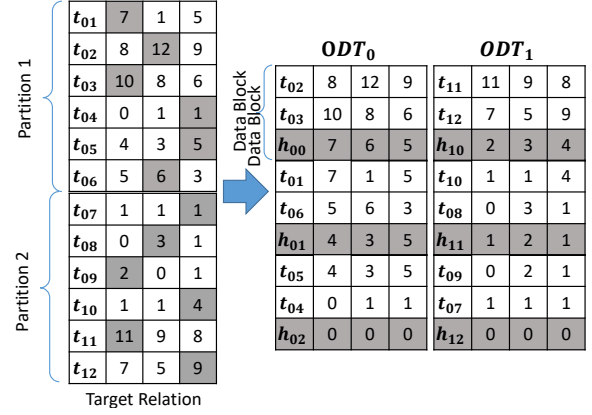 Partition 1
Partition 2
t01 7 1 5
t02 8 12 9
t03 10 8 6
t04 0 1 1
t05 4 3 5
t06 5 6 3
t07 1 1 1
t08 0 3 1
t09 2 0 1
t10 1 1 4
t11 11 9 8
t12 7 5 9
Target Relation
Data Block
Data Block
ODT0
t02 8 12 9
t03 10 8 6
h00 7 6 5
t01 7 1 5
t06 5 6 3
h01 4 3 5
t05 4 3 5
t04 0 1 1
h02 0 0 0
ODT1
t11 11 9 8
t12 7 5 9
h10 2 3 4
t10 1 1 4
t08 0 3 1
h11 1 2 1
t09 0 2 1
t07 1 1 1
h12 0 0 0